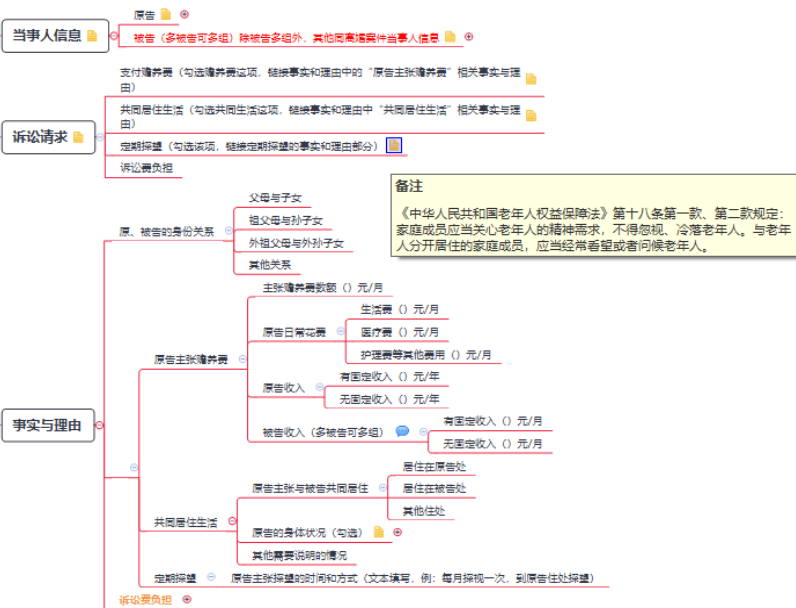 当事人信息
原告
被告（多被告可多组）除被告多组外，其他同离婚案件当事人信息
诉讼请求
支付赡养费（勾选赡养费这项，链接事实和理由中的“原告主张赡养费”相关事实与理
由）
共同居住生活（勾选共同生活这项，链接事实和理由中“共同居住生活”相关事实与理
由）
定期探望（勾选该项，链接定期探望的事实和理由部分）
诉讼费负担
备注
《中华人民共和国老年人权益保障法》第十八条第一款、第二款规定：
家庭成员应当关心老年人的精神需求，不得忽视、冷落老年人。与老年
人分开居住的家庭成员，应当经常看望或者问候老年人。
事实与理由
原、被告的身份关系
父母与子女
祖父母与孙子女
外祖父母与外孙子女
其他关系
原告主张赡养费
主张赡养费数额（）元/月
原告日常花费
生活费（）元/月
医疗费（）元/月
护理费等其他费用（）元/月
原告收入
有固定收入（）元/年
无固定收入（）元/年
被告收入（多被告可多组）
有固定收入（）元/月
无固定收入（）元/月
共同居住生活
原告主张与被告共同居住
居住在原告处
居住在被告处
其他住处
原告的身体状况（勾选）
其他需要说明的情况
定期探望
原告主张探望的时间和方式（文本填写，例：每月探视一次，到原告住处探望）
诉讼费负担